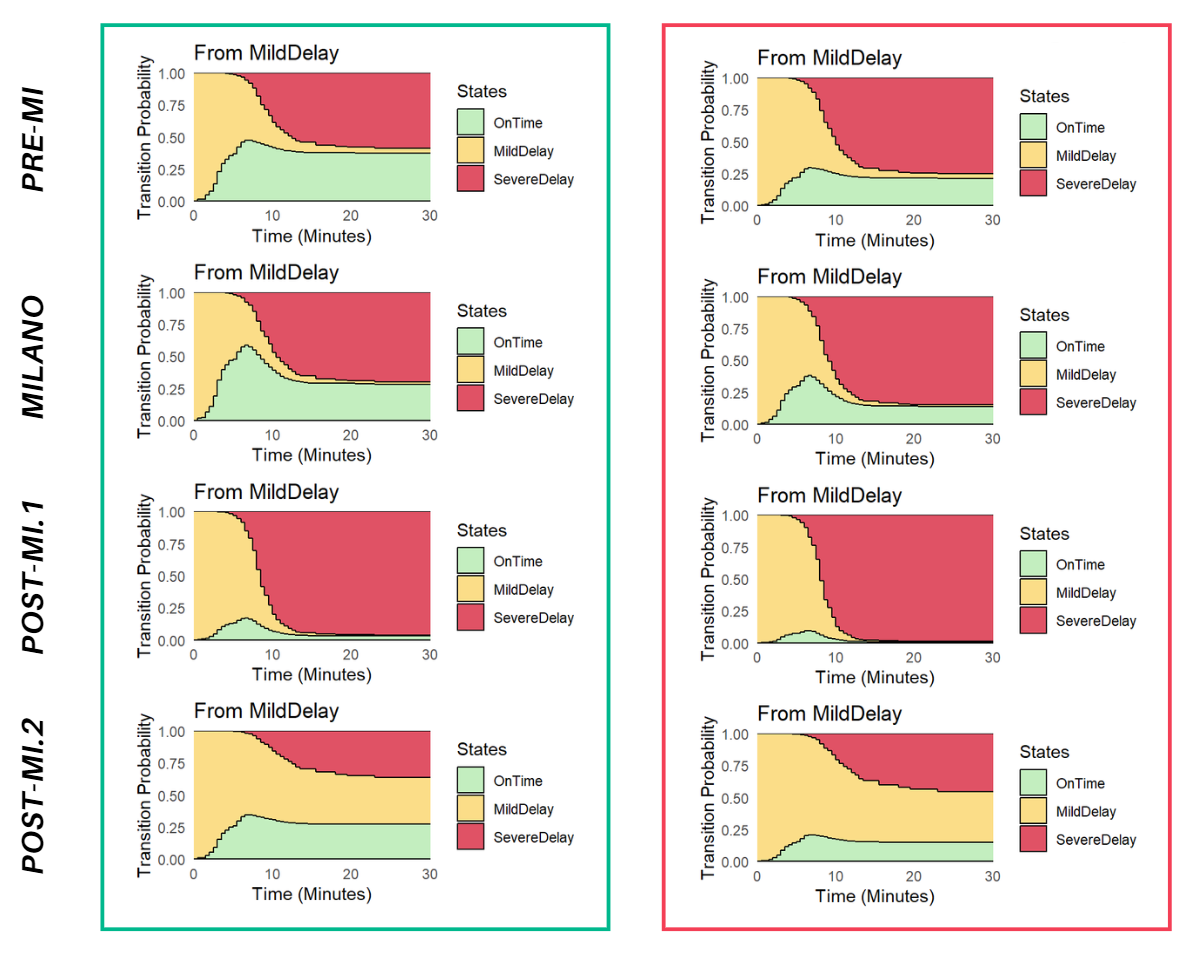 PRE-MI
From MildDelay
Transition Probability
1.00
0.75
0.50
0.25
0.00
0 10 20 30
Time (Minutes)
States
OnTime
MildDelay
SevereDelay
From MildDelay
Transition Probability
1.00
0.75
0.50
0.25
0.00
0 10 20 30
Time (Minutes)
States
OnTime
MildDelay
SevereDelay
MILANO
From MildDelay
Transition Probability
1.00
0.75
0.50
0.25
0.00
0 10 20 30
Time (Minutes)
States
OnTime
MildDelay
SevereDelay
From MildDelay
Transition Probability
1.00
0.75
0.50
0.25
0.00
0 10 20 30
Time (Minutes)
States
OnTime
MildDelay
SevereDelay
POST-MI.1
From MildDelay
Transition Probability
1.00
0.75
0.50
0.25
0.00
0 10 20 30
Time (Minutes)
States
OnTime
MildDelay
SevereDelay
From MildDelay
Transition Probability
1.00
0.75
0.50
0.25
0.00
0 10 20 30
Time (Minutes)
States
OnTime
MildDelay
SevereDelay
POST-MI.2
From MildDelay
Transition Probability
1.00
0.75
0.50
0.25
0.00
0 10 20 30
Time (Minutes)
States
OnTime
MildDelay
SevereDelay
From MildDelay
Transition Probability
1.00
0.75
0.50
0.25
0.00
0 10 20 30
Time (Minutes)
States
OnTime
MildDelay
SevereDelay